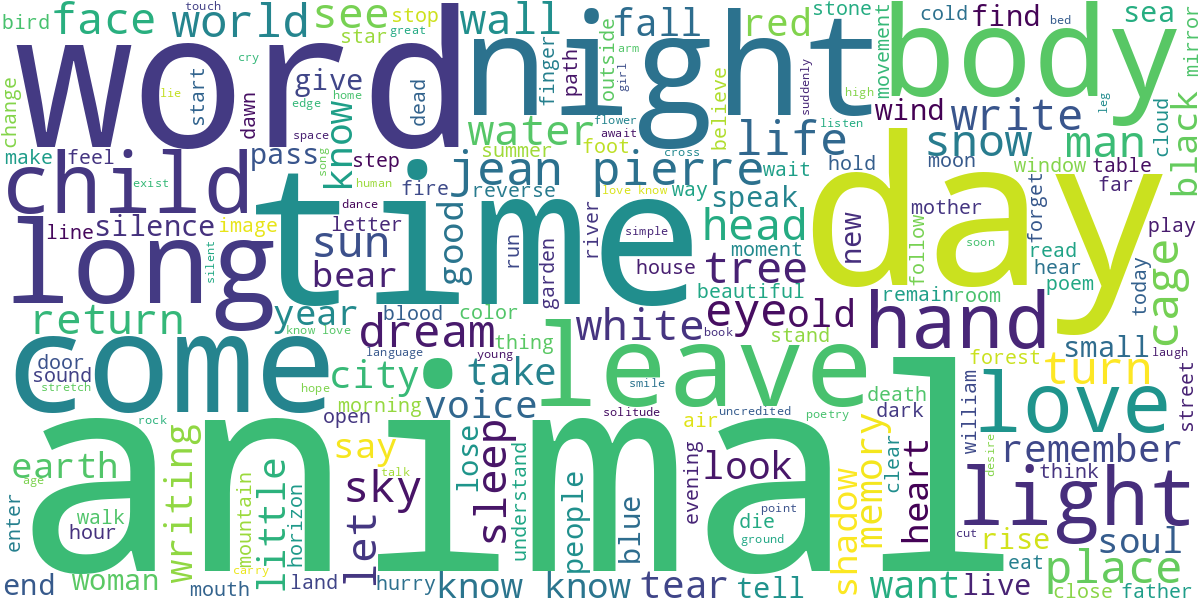 word
night
body
animal
time
day
come
long
child
leave
light
love
hand
bird
face
touch
world
see
star
stop
great
wall
fall
red
stone
cold
find
bed
sea
mirror
change
start
cry
lie
give
home
edge
space
dawn
dead
know
finger
path
outside
arm
girl
believe
suddenly
movement
high
wind
write
leg
cloud
black
make
feel
pass
song
step
water
summer
flower
await
foot
cross
life
listen
snow
man
window
table
far
exist
human
dance
fire
jean pierre
reverse
love know
way
wait
hold
moon
speak
line
silence
image
letter
sun
good
run
garden
river
simple
head
moment
new
mother
follow
soon
forget
read
hear
poem
play
today
cage
bear
house
tree
beautiful
remain
room
return
year
know love
blood
color
dream
thing
white
book
eye
old
stand
small
laugh
door
sound
stretch
hope
language
young
city
take
smile
forest
turn
street
rock
morning
open
voice
solitude
air
uncredited
poetry
death
dark
william
desire
remember
think
earth
age
writing
say
talk
sky
sleep
lose
understand
look
evening
memory
clear
shadow
heart
cut
rise
soul
enter
walk
hour
mountain
little
horizon
let
people
blue
die
point
ground
eat
place
end
woman
carry
mouth
land
hurry
know
know
tear
tell
want
live
close
father